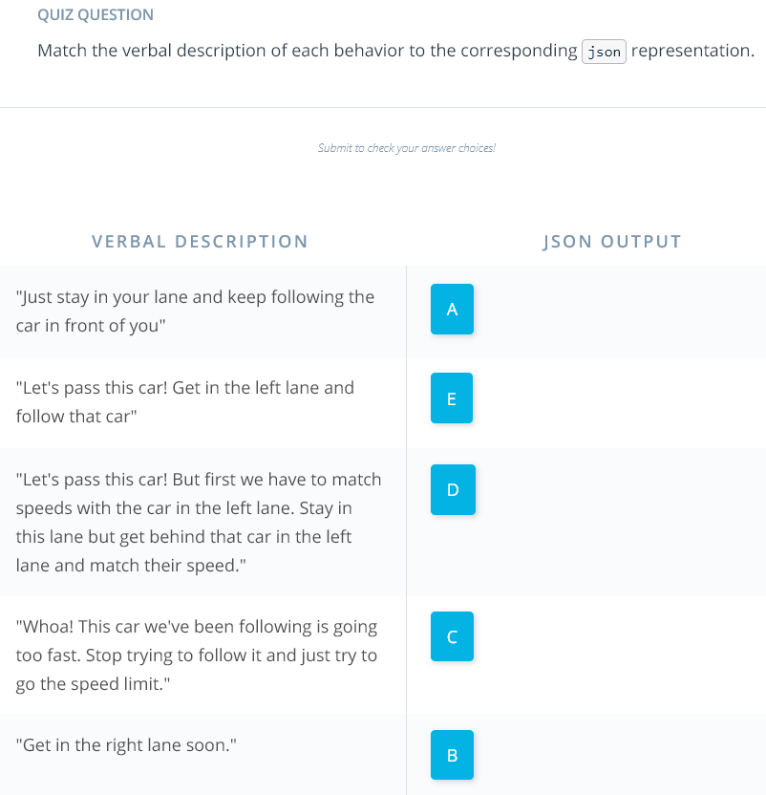 QUIZ QUESTION
Match the verbal description of each behavior to the corresponding json representation.
Submit to check your answer choices!
VERBAL DESCRIPTION
JSON OUTPUT
"Just stay in your lane and keep following the
car in front of you"
A
"Let's pass this car! Get in the left lane and
follow that car"
E
"Let's pass this car! But first we have to match
speeds with the car in the left lane. Stay in
this lane but get behind that car in the left
lane and match their speed."
D
"Whoa! This car we've been following is going
too fast. Stop trying to follow it and just try to
go the speed limit."
C
"Get in the right lane soon."
B